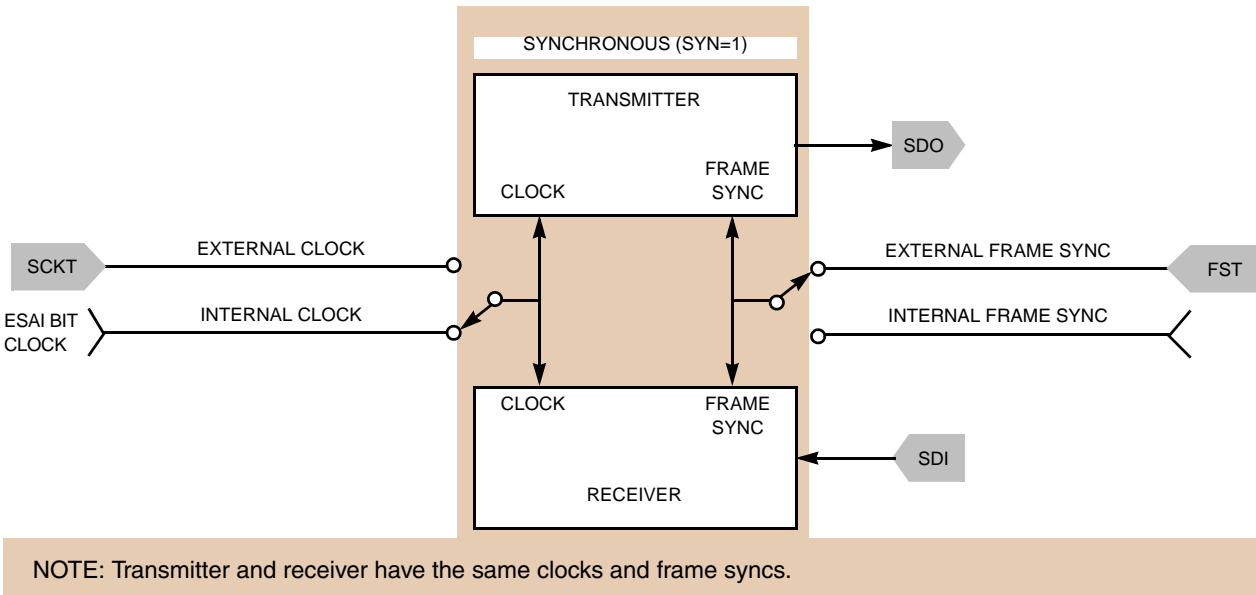 SYNCHRONOUS (SYN=1)
TRANSMITTER
SDO
FRAME
SYNC
CLOCK
EXTERNAL CLOCK
SCKT
EXTERNAL FRAME SYNC
FST
INTERNAL CLOCK
ESAI BIT
CLOCK
INTERNAL FRAME SYNC
CLOCK
FRAME
SYNC
SDI
RECEIVER
NOTE: Transmitter and receiver have the same clocks and frame syncs.